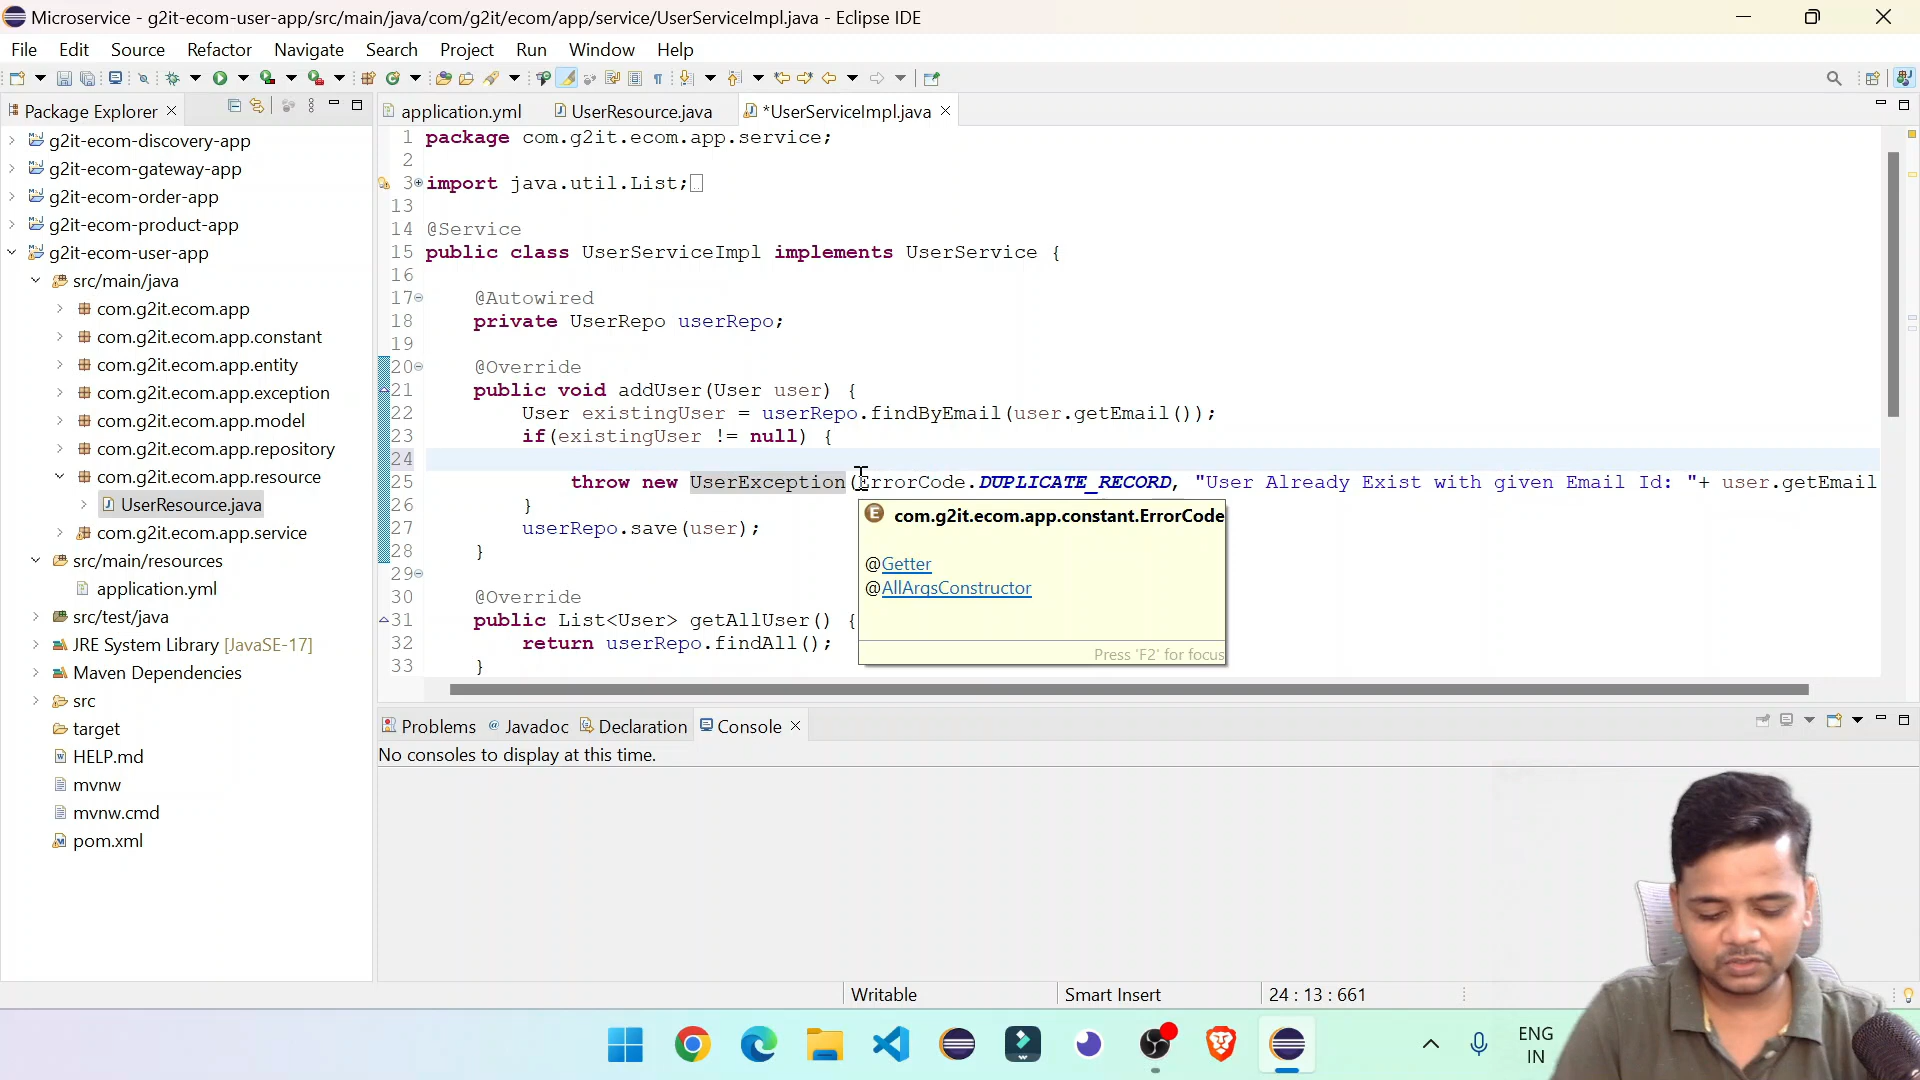 Microservice - g2it-ecom-user-app/src/main/java/com/g2it/ecom/app/service/UserServiceImpl.java - Eclipse IDE
File Edit Source Refactor Navigate Search Project Run Window Help
Package Explorer
application.yml UserResource.java *UserServiceImpl.java
g2it-ecom-discovery-app
g2it-ecom-gateway-app
g2it-ecom-order-app
g2it-ecom-product-app
g2it-ecom-user-app
src/main/java
com.g2it.ecom.app
com.g2it.ecom.app.constant
com.g2it.ecom.app.entity
com.g2it.ecom.app.exception
com.g2it.ecom.app.model
com.g2it.ecom.app.repository
com.g2it.ecom.app.resource
UserResource.java
com.g2it.ecom.app.service
src/main/resources
application.yml
src/test/java
JRE System Library [JavaSE-17]
Maven Dependencies
src
target
HELP.md
mvnw
mvnw.cmd
pom.xml
1 package com.g2it.ecom.app.service;
2
3 import java.util.List;
13
14 @Service
15 public class UserServiceImpl implements UserService {
16
17 @Autowired
18 private UserRepo userRepo;
19
20 @Override
21 public void addUser(User user) {
22 User existingUser = userRepo.findByEmail(user.getEmail());
23 if(existingUser != null) {
24
25 throw new UserException(ErrorCode.DUPLICATE_RECORD, "User Already Exist with given Email Id: "+ user.getEmail
26 }
27 userRepo.save(user);
28 }
29
30 @Override
31 public List<User> getAllUser() {
32 return userRepo.findAll();
33 }
com.g2it.ecom.app.constant.ErrorCode
@Getter
@AllArgsConstructor
Press 'F2' for focus
Problems Javadoc Declaration Console
No consoles to display at this time.
Writable Smart Insert 24 : 13 : 661
ENG
IN